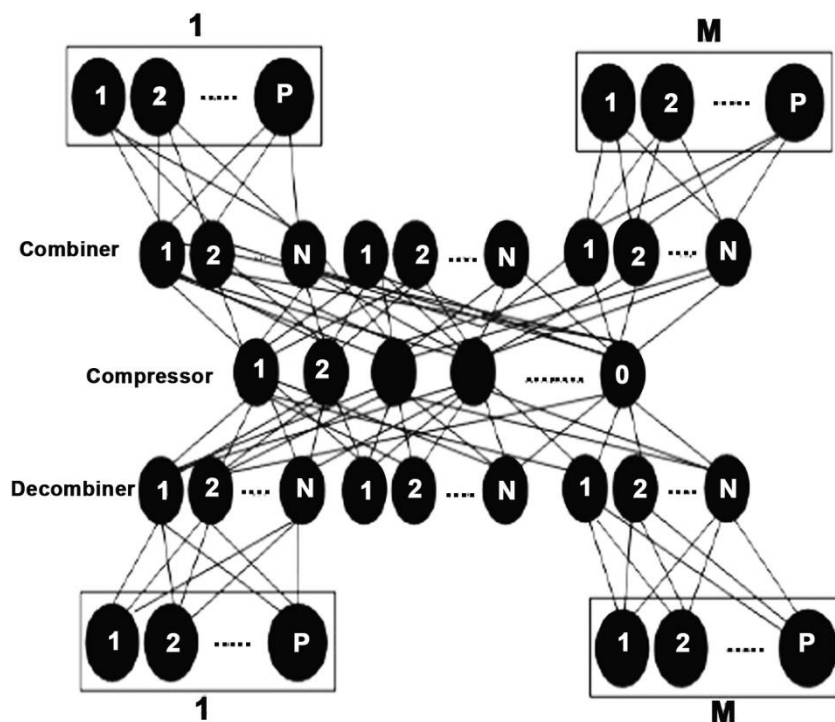 1 M
1 2 ..... P 1 2 ..... P
Combiner 1 2 ... N 1 2 ..... N 1 2 ..... N
Compressor 1 2 ........ 0
Decombiner 1 2 ..... N 1 2 ..... N 1 2 ..... N
1 2 ..... P 1 2 ..... P
1 M